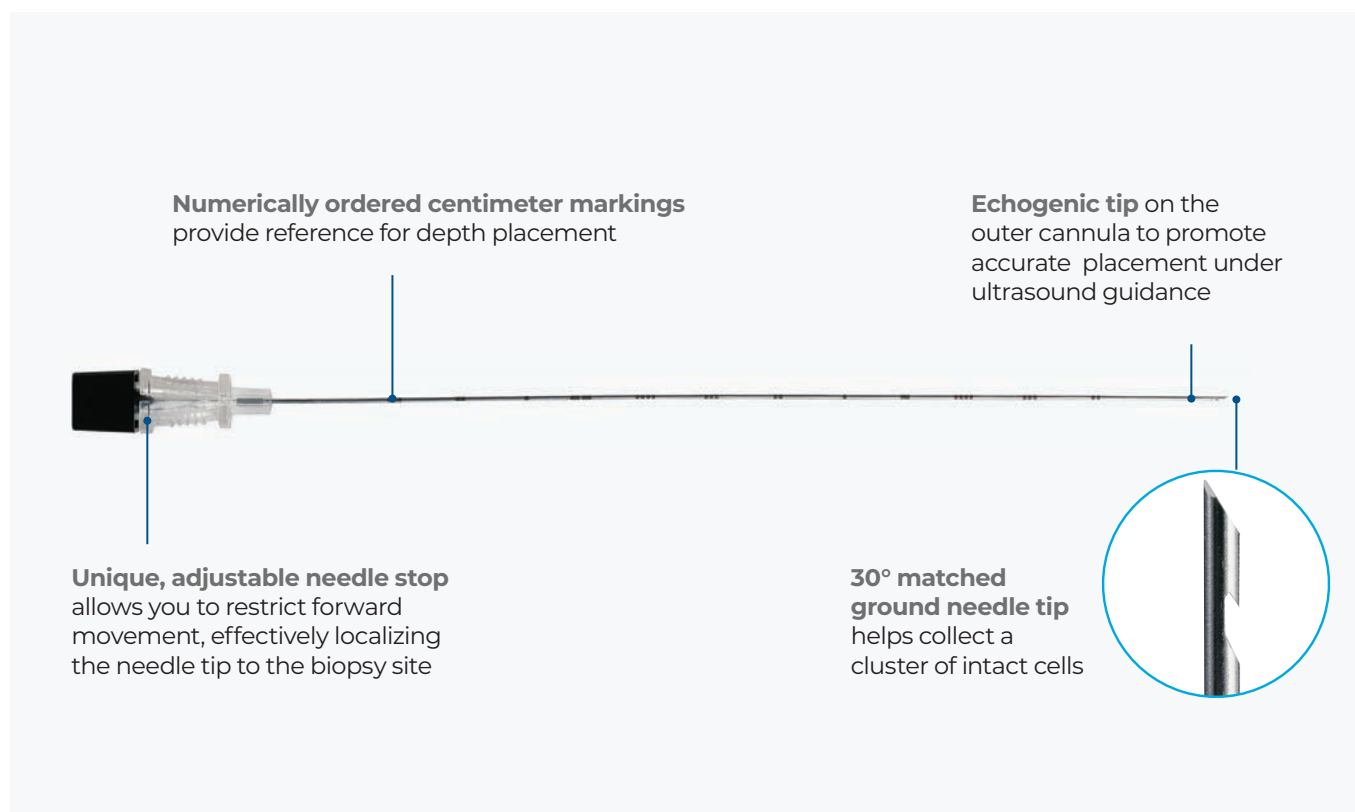 Numerically ordered centimeter markings
provide reference for depth placement
Echogenic tip on the
outer cannula to promote
accurate placement under
ultrasound guidance
Unique, adjustable needle stop
allows you to restrict forward
movement, effectively localizing
the needle tip to the biopsy site
30° matched
ground needle tip
helps collect a
cluster of intact cells